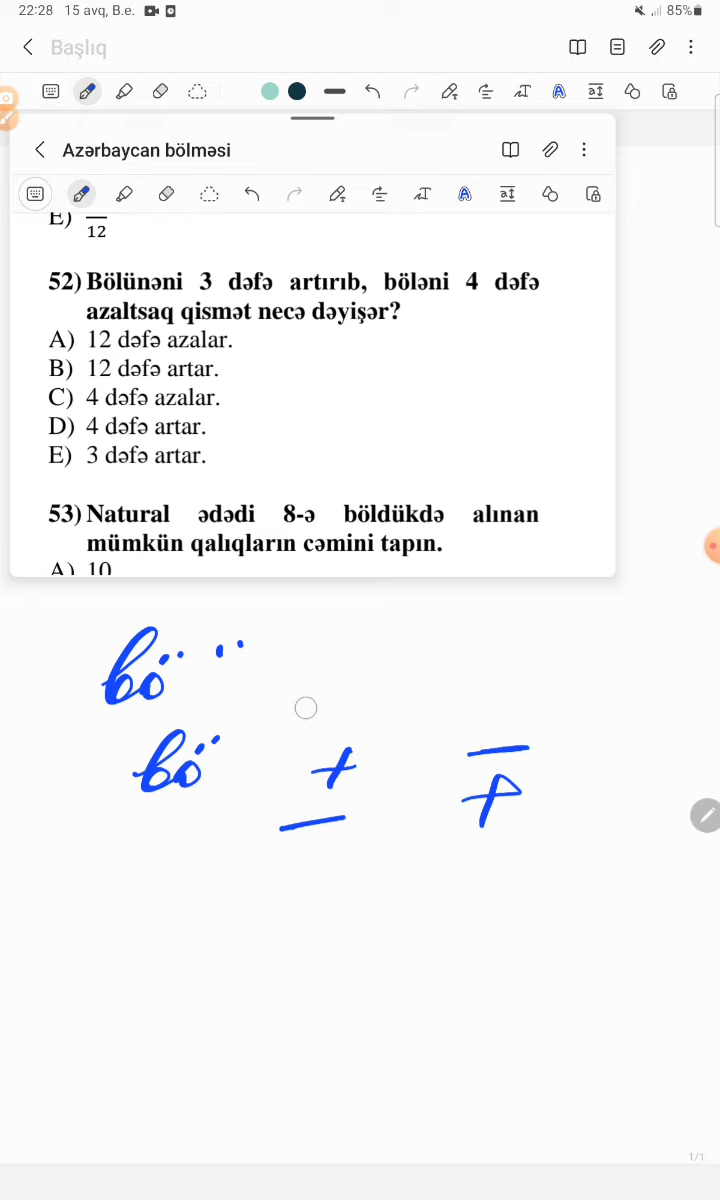 22:28 15 avq, B.e. 85%
Başlıq
Azərbaycan bölməsi
E) 12
52) Bölünəni 3 dəfə artırıb, böləni 4 dəfə
azaltsaq qismət necə dəyişər?
A) 12 dəfə azalar.
B) 12 dəfə artar.
C) 4 dəfə azalar.
D) 4 dəfə artar.
E) 3 dəfə artar.
53) Natural ədədi 8-ə böldükdə alınan
mümkün qalıqların cəmini tapın.
A) 10
bö
bö + —
— +
1/1